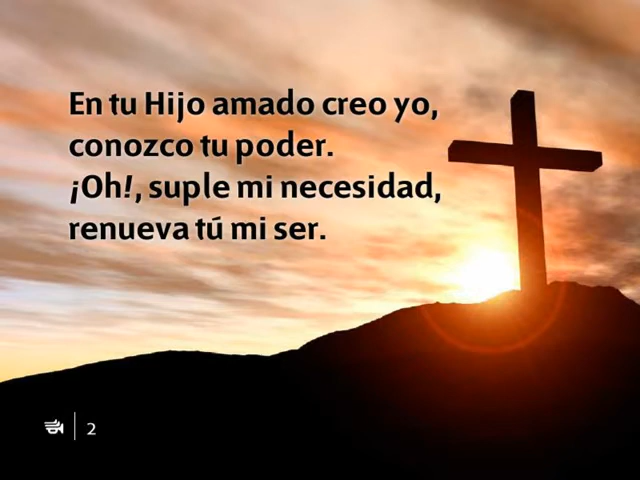 En tu Hijo amado creo yo,
conozco tu poder.
¡Oh!, suple mi necesidad,
renueva tú mi ser.
2